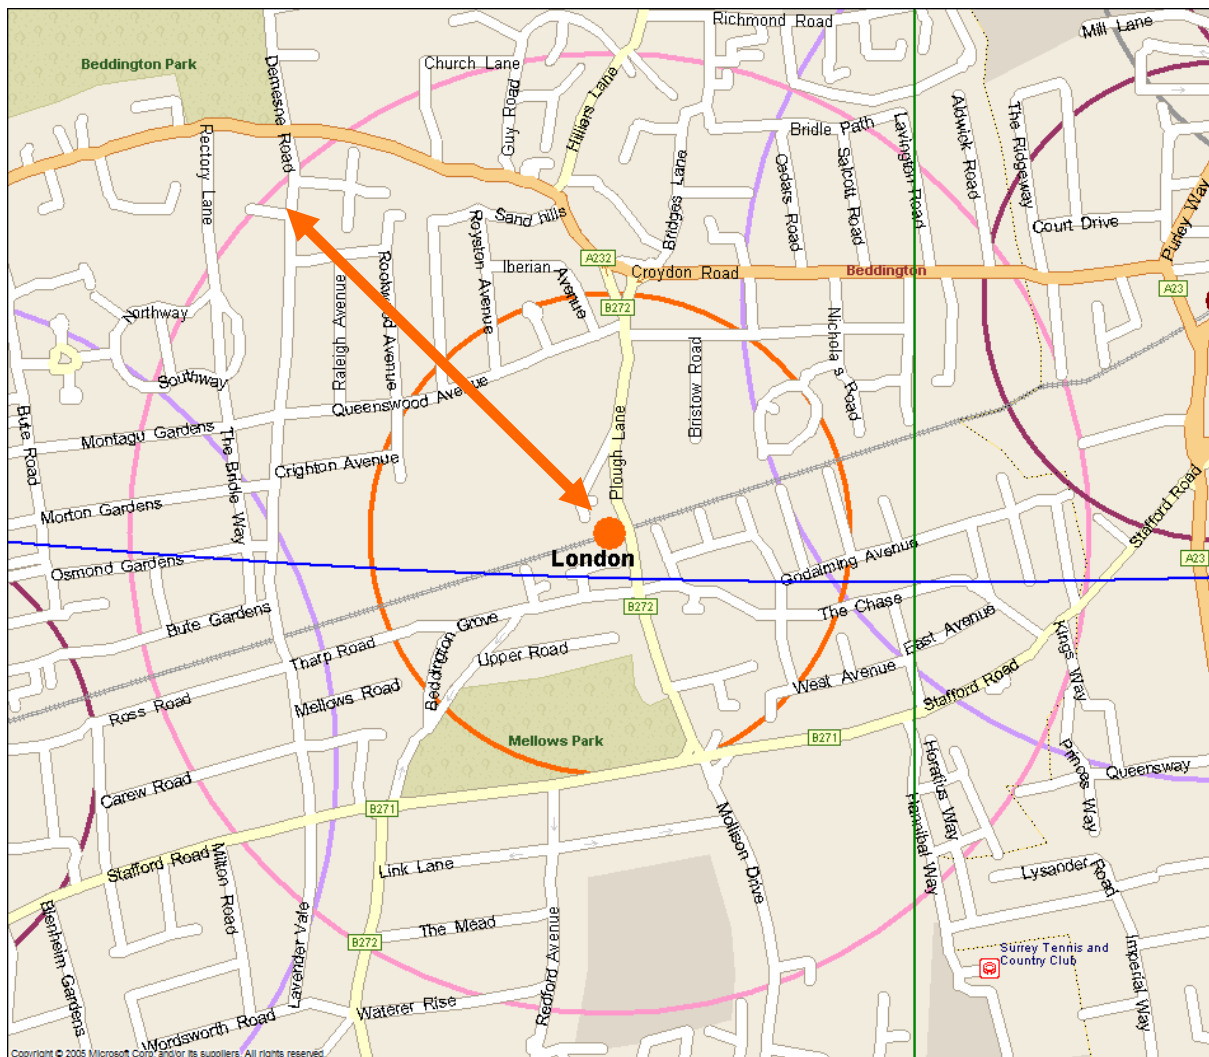 Richmond Road
Mill Lane
Beddington Park
Church Lane
Demesne Road
Guy Road
Hilliers Lane
Aldwick Road
The Ridgeway
Bridle Path
Lavington Road
Rectory Lane
Bridges Lane
Cedars Road
Salcott Road
Sand hills
Royston Avenue
Court Drive
Purley Way
A232
Iberian Avenue
Croydon Road
Beddington
A23
Rookwood Avenue
Raleigh Avenue
B272
Northway
Nicholas Road
Southway
Bristow Road
Queenswood Avenue
Bute Road
Montagu Gardens
The Bridle Way
Plough Lane
Crighton Avenue
Morton Gardens
Stafford Road
London
Godalming Avenue
A23
Osmond Gardens
B272
The Chase
Bute Gardens
East Avenue
Kings Way
Tharp Road
Beddington Grove
Upper Road
West Avenue
Stafford Road
Mellows Road
Ross Road
Mellows Park
B271
Horatius Way
Princes Way
Queensway
Carew Road
B271
Hannibal Way
Mollison Drive
Stafford Road
Milton Road
Link Lane
Lysander Road
Blenheim Gardens
Lavender Vale
The Mead
Redford Avenue
B272
Surrey Tennis and
Country Club
Imperial Way
Waterer Rise
Wordsworth Road
Copyright © 2005 Microsoft Corp. and/or its suppliers. All rights reserved.